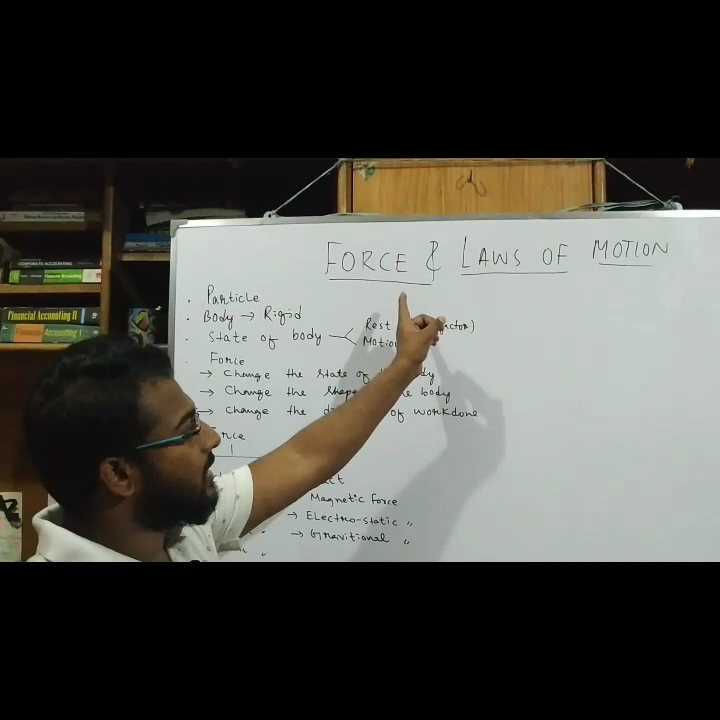 FORCE & LAWS OF MOTION
. Particle
. Body → Rigid
. State of body
Rest
Motion
. Force
→ Change the state of body
→ Change the shape body
→ change the of workdone
Magnetic Force
→ Electro-static "
→ Gravitional "
"
CORPORATE ACCOUNTING
Financial Accounting
Financial Accounting II
Financial Accounting I